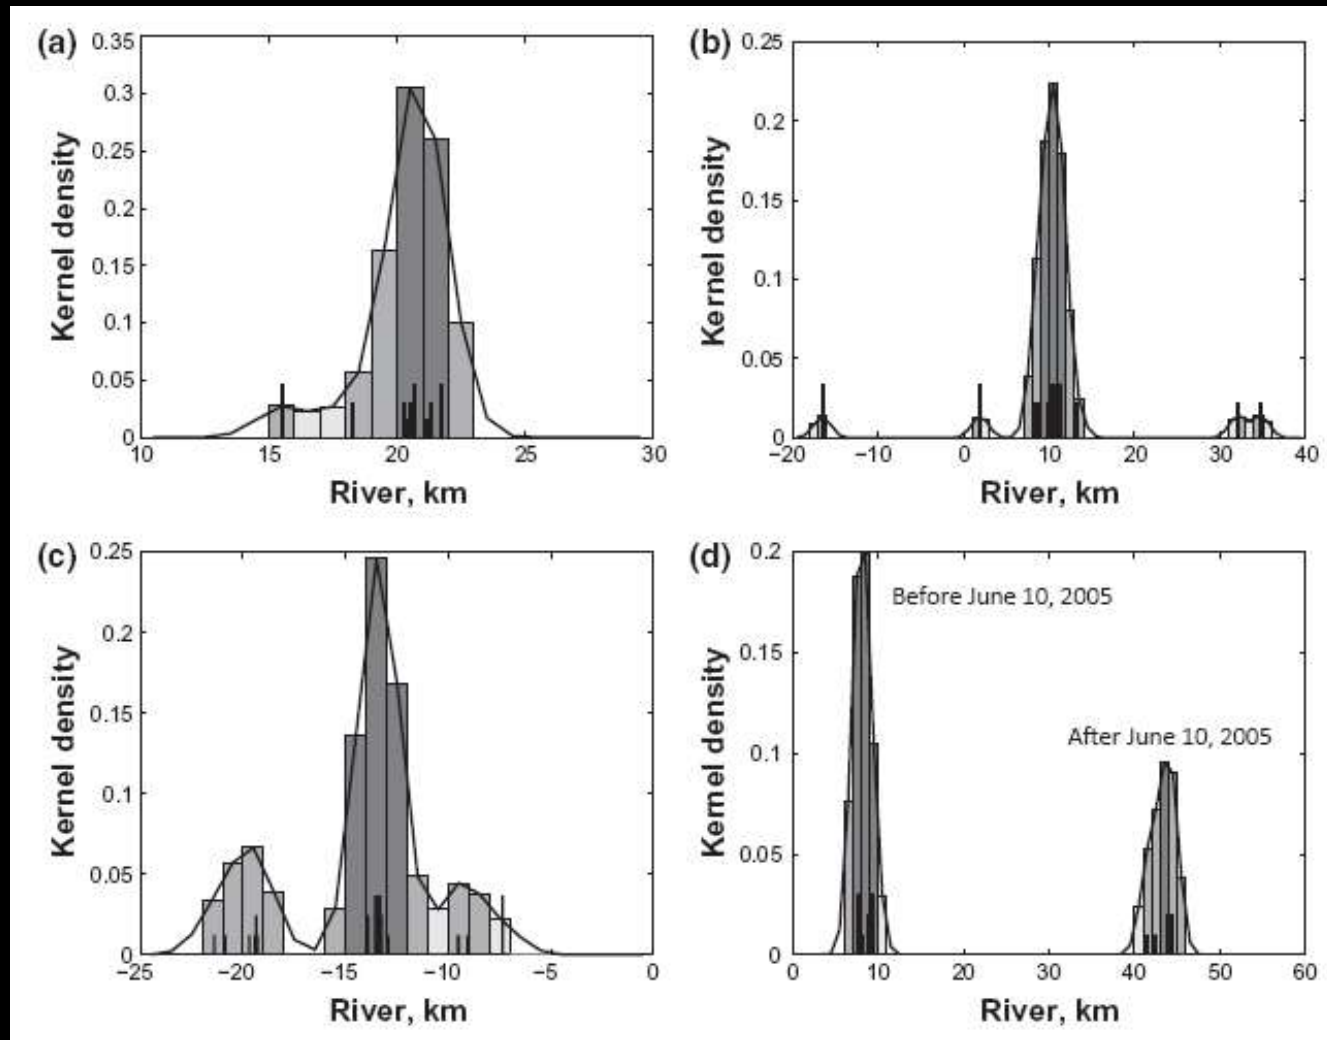 (a)
Kernel density
0.35
0.3
0.25
0.2
0.15
0.1
0.05
0
10 15 20 25 30
River, km
(b)
Kernel density
0.25
0.2
0.15
0.1
0.05
0
−20 −10 0 10 20 30 40
River, km
(c)
Kernel density
0.25
0.2
0.15
0.1
0.05
0
−25 −20 −15 −10 −5 0
River, km
(d)
Kernel density
0.2
0.15
0.1
0.05
0
Before June 10, 2005
After June 10, 2005
0 10 20 30 40 50 60
River, km